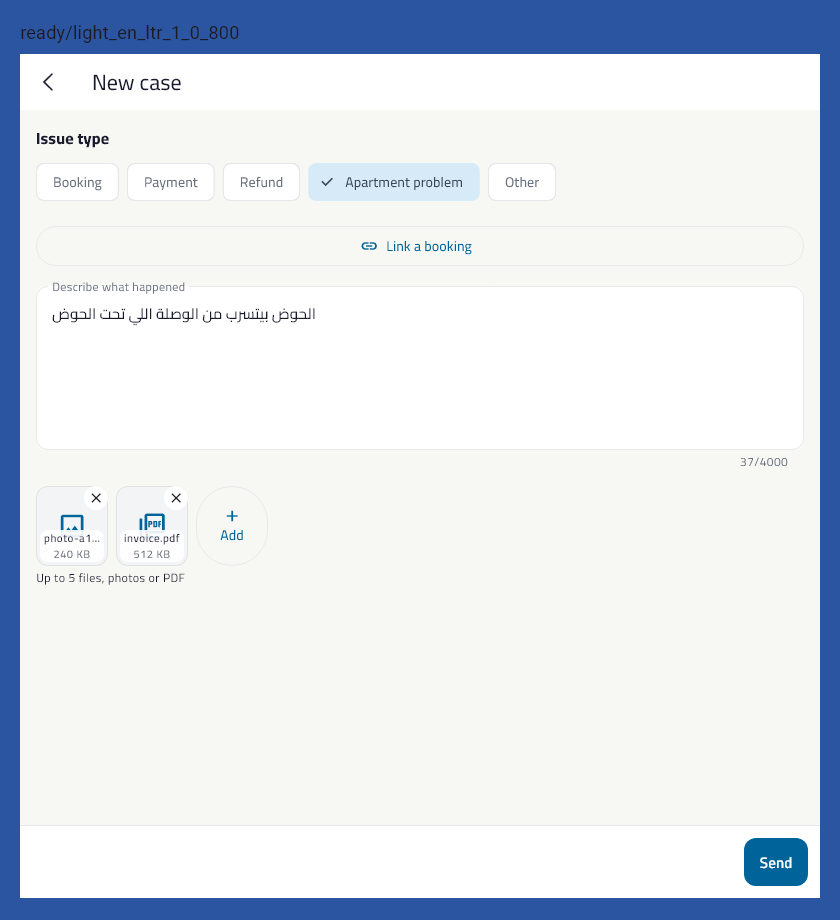 ready/light_en_ltr_1_0_800
New case
Issue type
Booking
Payment
Refund
Apartment problem
Other
Link a booking
Describe what happened
الحوض بيتسرب من الوصلة اللي تحت الحوض
37/4000
photo-a1...
240 KB
PDF
invoice.pdf
512 KB
Add
Up to 5 files, photos or PDF
Send